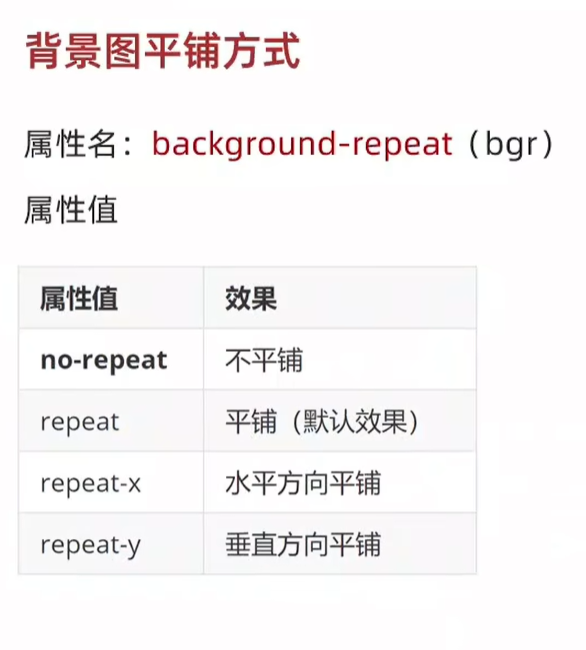 背景图平铺方式
属性名：background-repeat（bgr）
属性值
属性值 效果
no-repeat 不平铺
repeat 平铺（默认效果）
repeat-x 水平方向平铺
repeat-y 垂直方向平铺